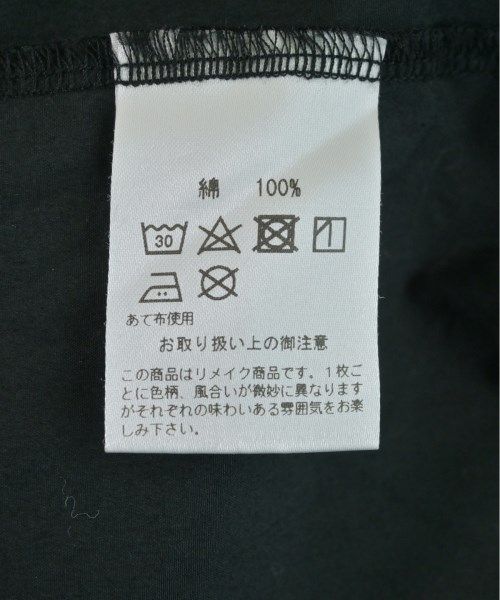 綿 100%
30
あて布使用
お取り扱い上の御注意
この商品はリメイク商品です。1枚ご
とに色柄、風合いが微妙に異なります
がそれぞれの味わいある雰囲気をお楽
しみ下さい。